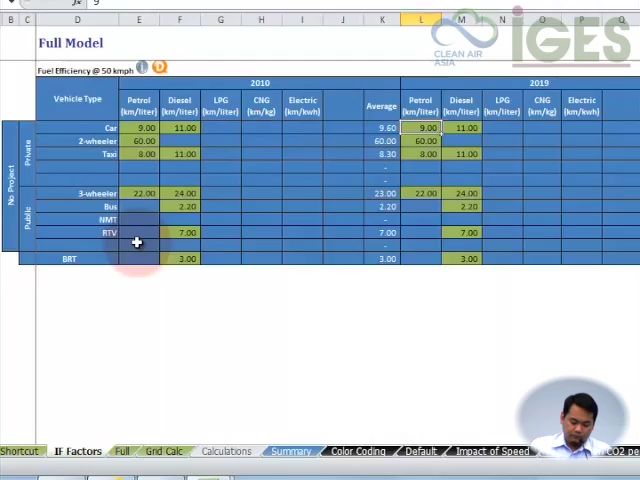 9
B C D E F G H I J K L M N O P
Full Model
CLEAN AIR
ASIA
IGES
Fuel Efficiency @ 50 kmph
2010 2019
Vehicle Type Petrol (km/liter) Diesel (km/liter) LPG (km/liter) CNG (km/kg) Electric (km/kwh) Average Petrol (km/liter) Diesel (km/liter) LPG (km/liter) CNG (km/kg) Electric (km/kwh)
No Project
Private
Car 9.00 11.00 9.60 9.00 11.00
2-wheeler 60.00 60.00 60.00
Taxi 8.00 11.00 8.30 8.00 11.00
-
-
Public
3-wheeler 22.00 24.00 23.00 22.00 24.00
Bus 2.20 2.20 2.20
NMT -
RTV 7.00 7.00 7.00
-
BRT 3.00 3.00 3.00
Shortcut IF Factors Full Grid Calc Calculations Summary Color Coding Default Impact of Speed CO2 pe